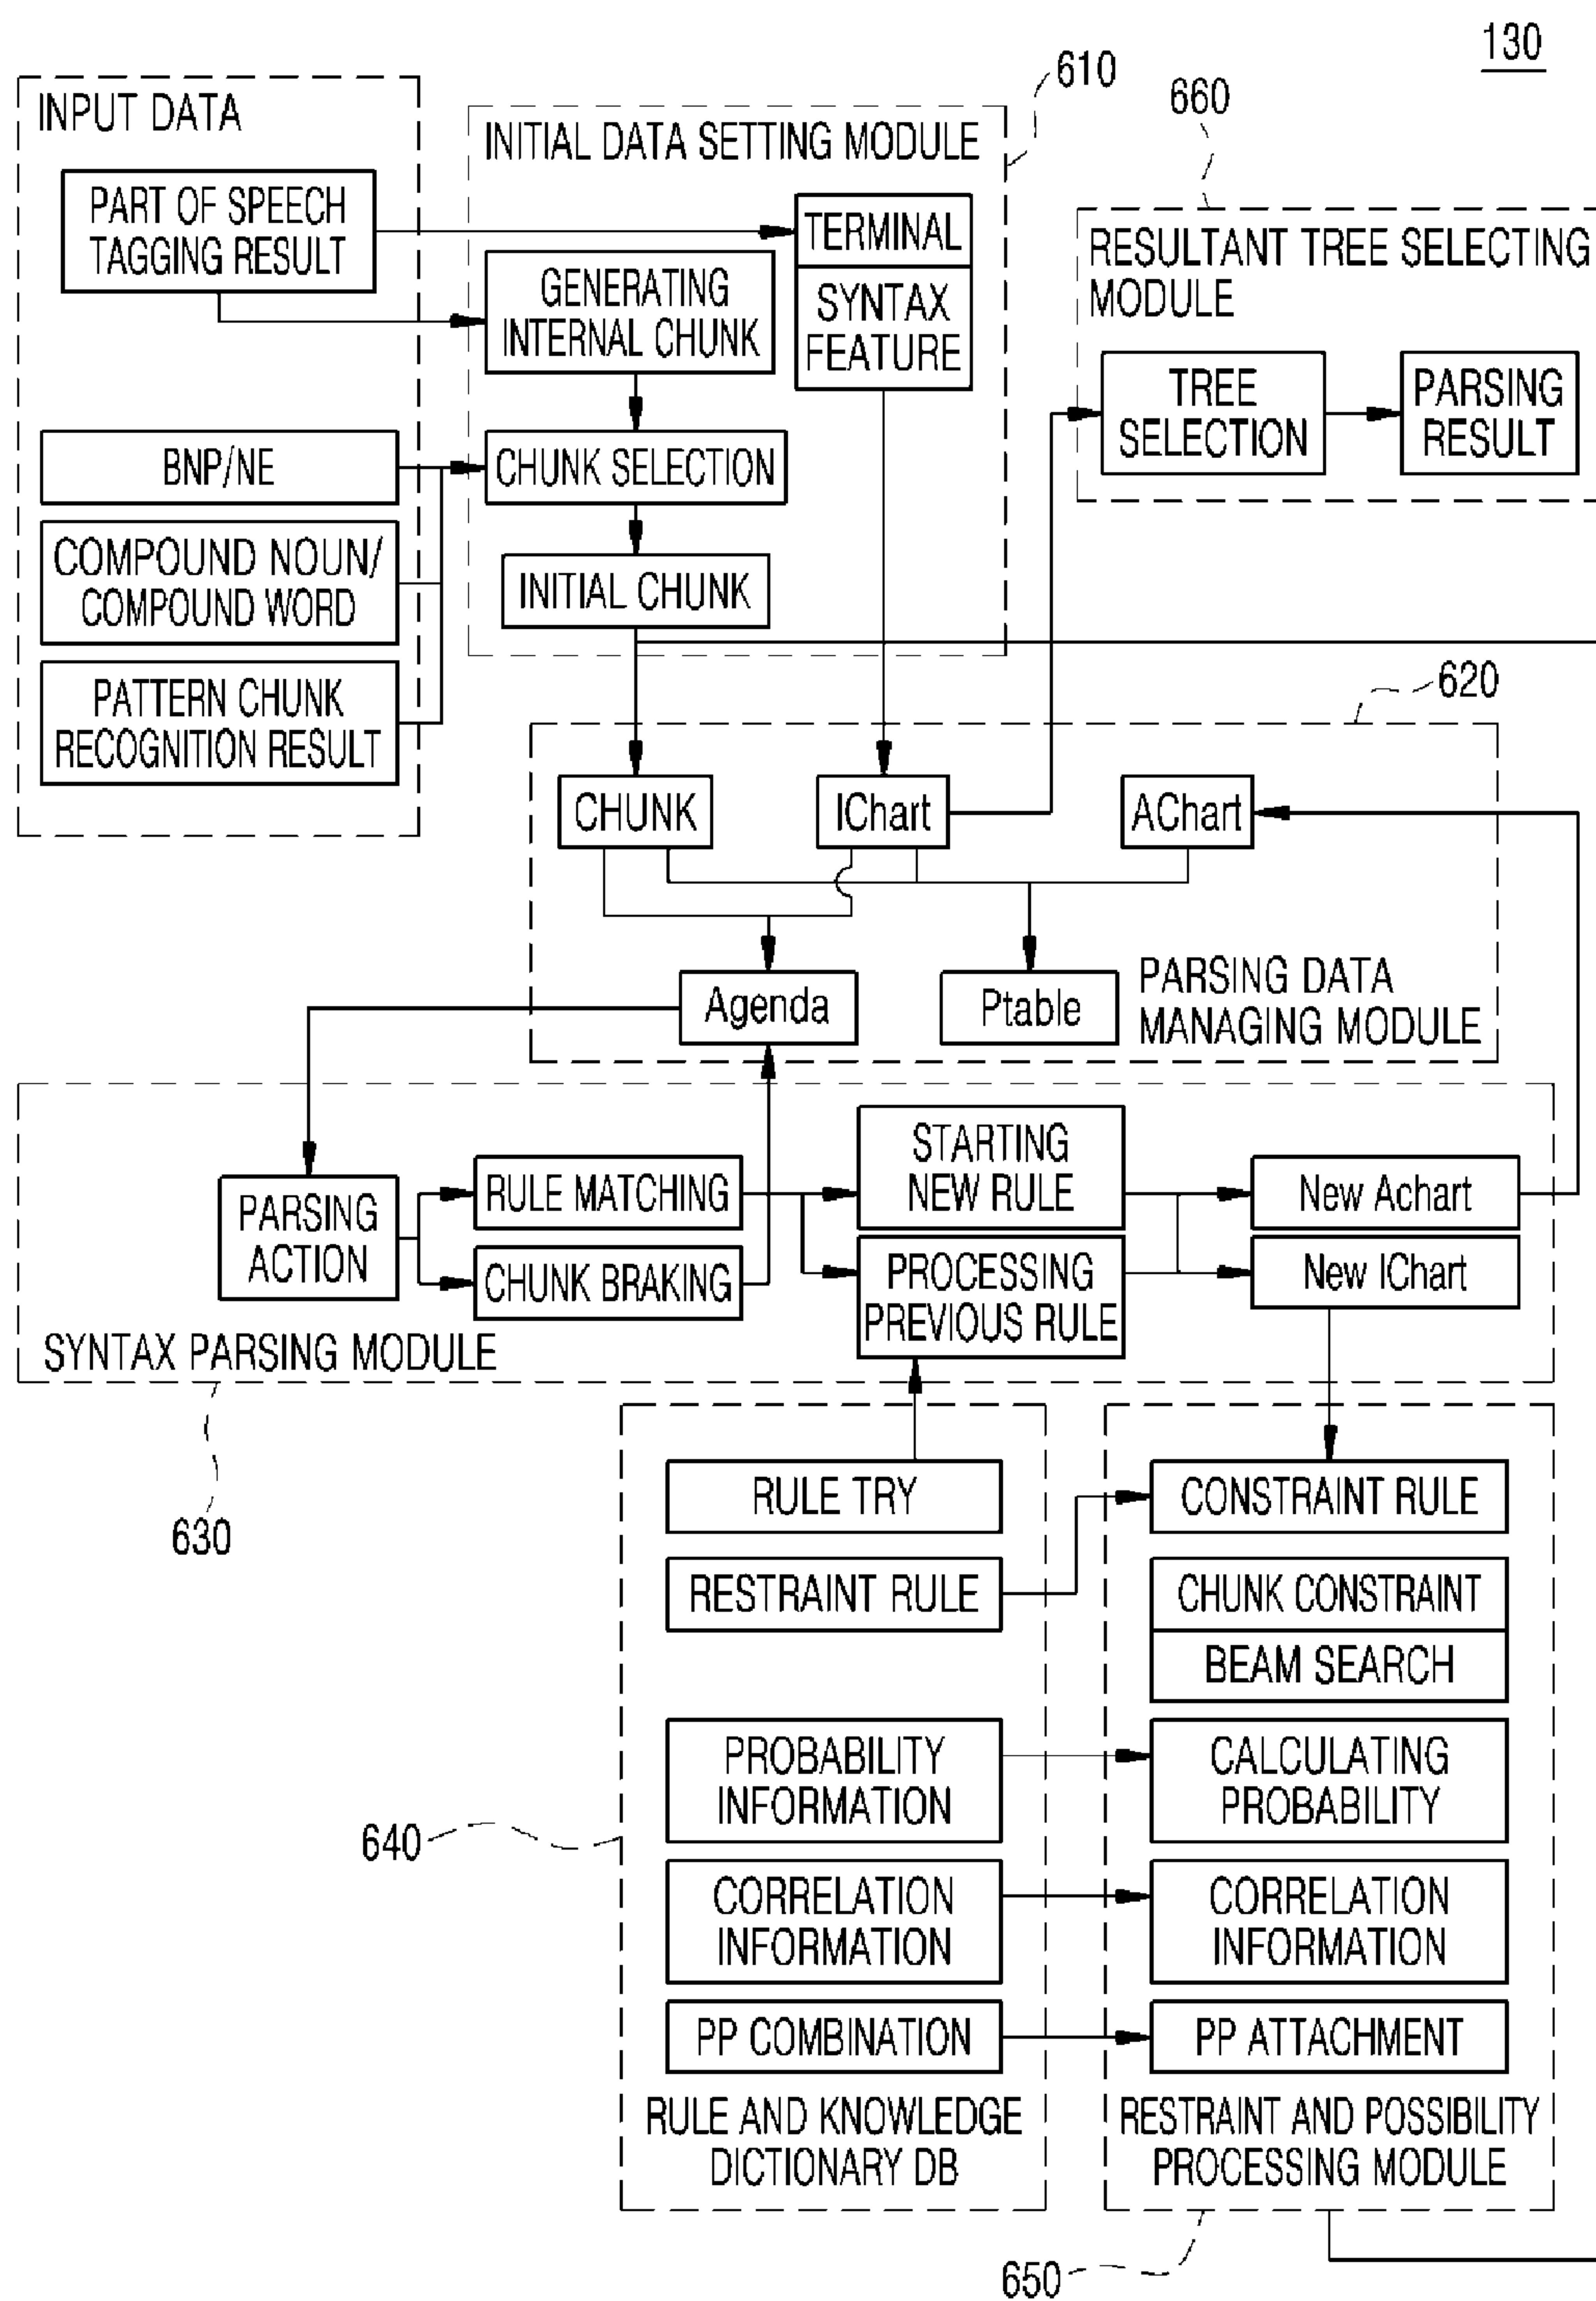 130
INPUT DATA
PART OF SPEECH
TAGGING RESULT
BNP/NE
COMPOUND NOUN/
COMPOUND WORD
PATTERN CHUNK
RECOGNITION RESULT
610
INITIAL DATA SETTING MODULE
TERMINAL
SYNTAX
FEATURE
GENERATING
INTERNAL CHUNK
CHUNK SELECTION
INITIAL CHUNK
660
RESULTANT TREE SELECTING
MODULE
TREE
SELECTION
PARSING
RESULT
620
CHUNK
IChart
AChart
Agenda
Ptable
PARSING DATA
MANAGING MODULE
PARSING
ACTION
RULE MATCHING
CHUNK BRAKING
STARTING
NEW RULE
PROCESSING
PREVIOUS RULE
New Achart
New IChart
SYNTAX PARSING MODULE
630
RULE TRY
RESTRAINT RULE
PROBABILITY
INFORMATION
CORRELATION
INFORMATION
PP COMBINATION
RULE AND KNOWLEDGE
DICTIONARY DB
640
CONSTRAINT RULE
CHUNK CONSTRAINT
BEAM SEARCH
CALCULATING
PROBABILITY
CORRELATION
INFORMATION
PP ATTACHMENT
RESTRAINT AND POSSIBILITY
PROCESSING MODULE
650